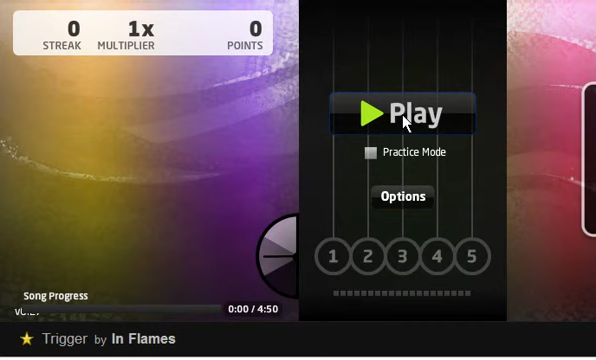 0 1x 0
STREAK MULTIPLIER POINTS
Play
Practice Mode
Options
1 2 3 4 5
Song Progress
0:00 / 4:50
Trigger by In Flames